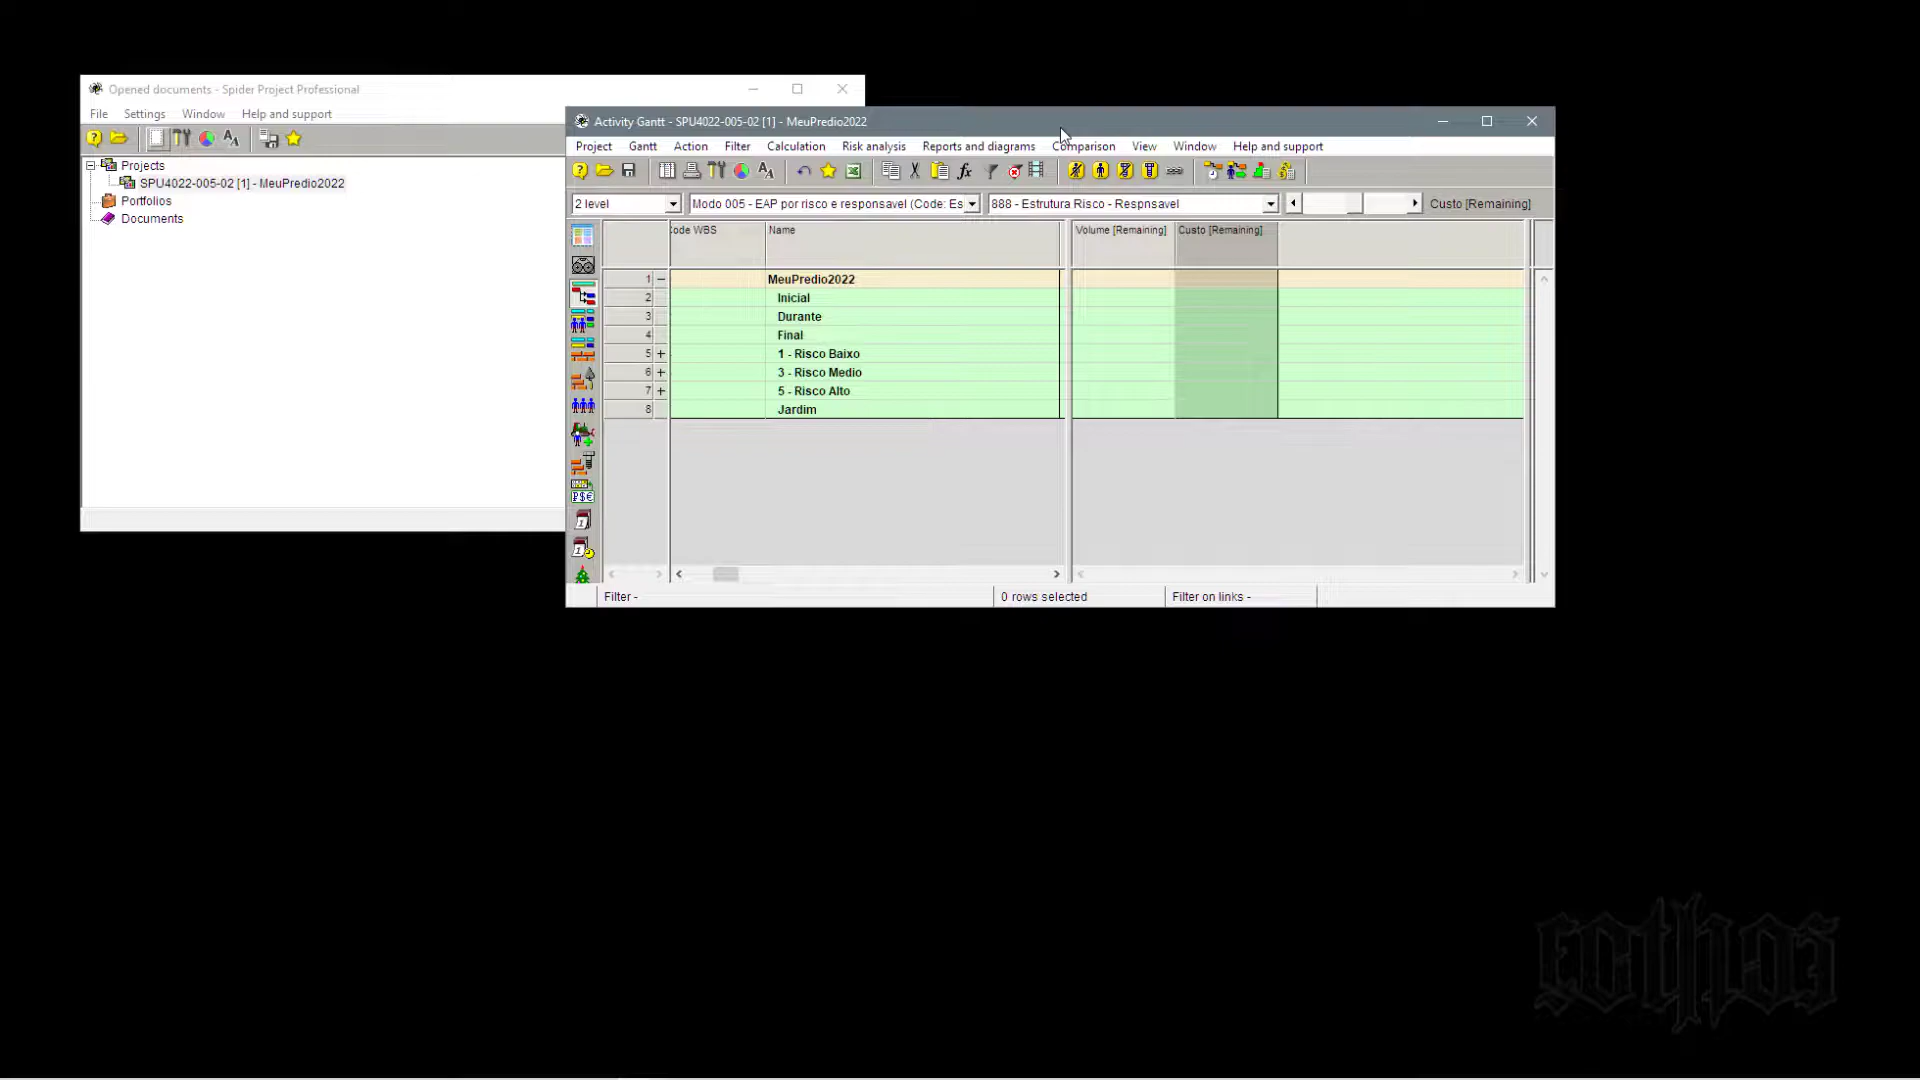 Opened documents - Spider Project Professional
File Settings Window Help and support
Projects
SPU4022-005-02 [1] - MeuPredio2022
Portfolios
Documents
Activity Gantt - SPU4022-005-02 [1] - MeuPredio2022
Project Gantt Action Filter Calculation Risk analysis Reports and diagrams Comparison View Window Help and support
2 level Modo 005 - EAP por risco e responsavel (Code: Es 888 - Estrutura Risco - Respnsavel Custo [Remaining]
ode WBS Name Volume [Remaining] Custo [Remaining]
1 MeuPredio2022
2 Inicial
3 Durante
4 Final
5 1 - Risco Baixo
6 3 - Risco Medio
7 5 - Risco Alto
8 Jardim
Filter - 0 rows selected Filter on links -